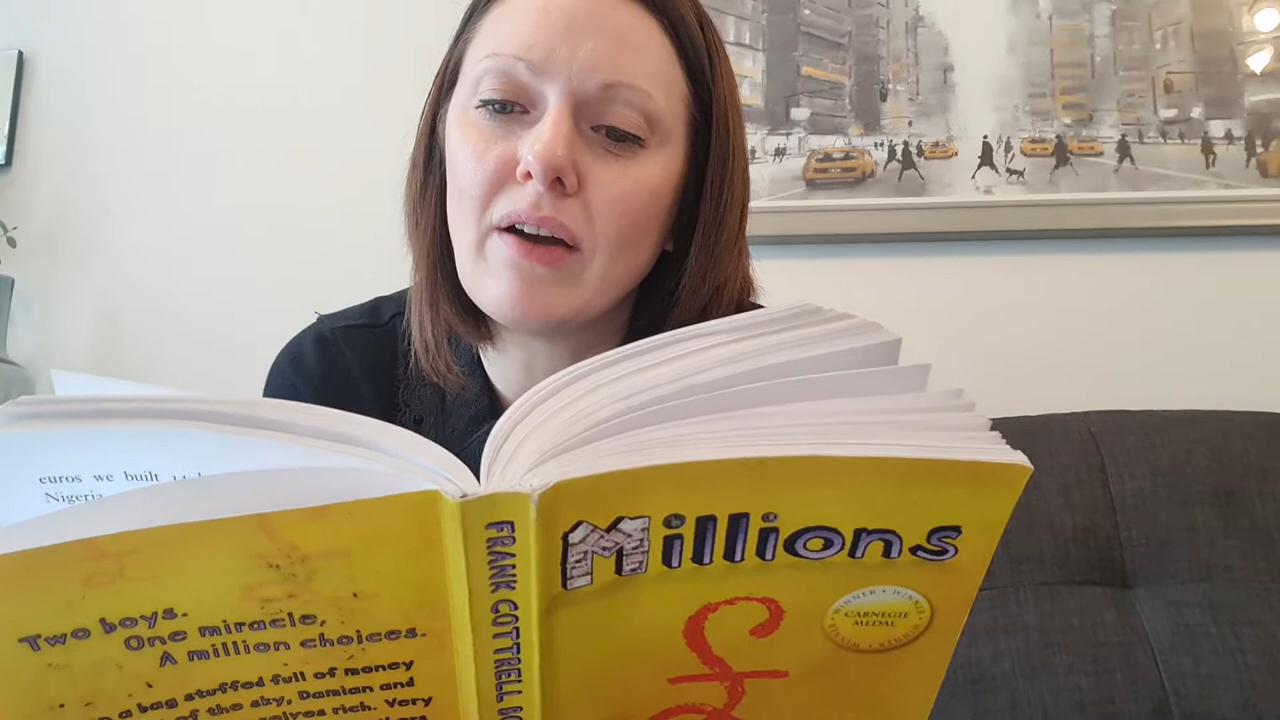 euros we built
Nigeria
Two boys.
One miracle,
A million choices.
a bag stuffed full of money
of the sky, Damian and
rich. Very
FRANK COTTRELL
Millions
WINNER • WINNER
CARNEGIE
MEDAL
£